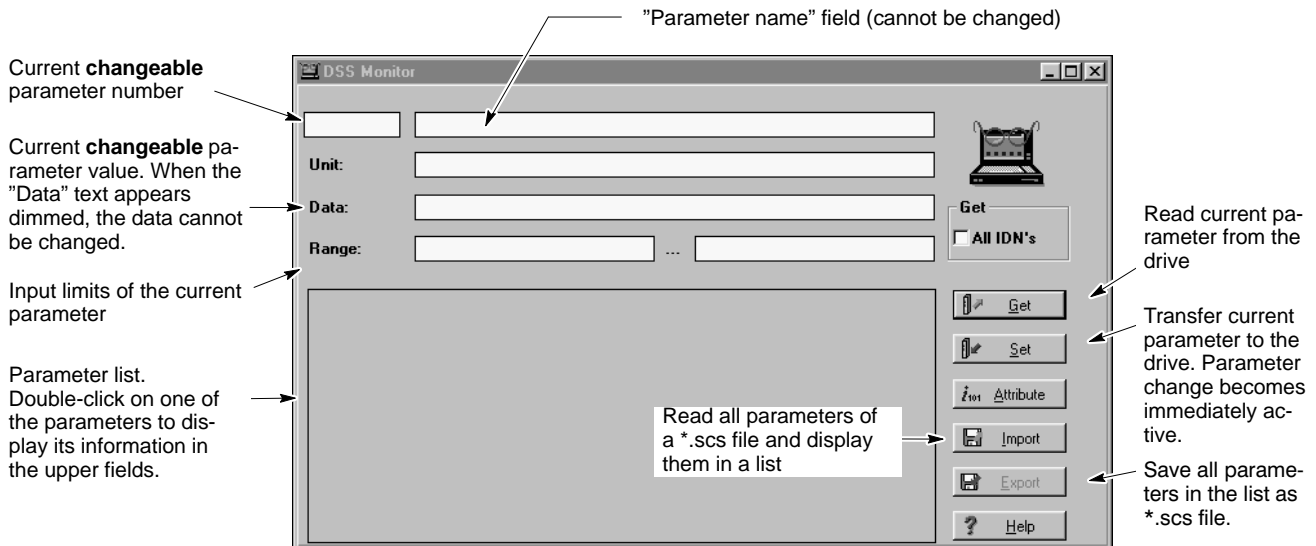 ”Parameter name” field (cannot be changed)
Current changeable
parameter number
Current changeable pa-
rameter value. When the
”Data” text appears
dimmed, the data cannot
be changed.
Input limits of the current
parameter
Parameter list.
Double-click on one of
the parameters to dis-
play its information in
the upper fields.
DSS Monitor
Unit:
Data:
Range:
...
Get
All IDN's
Get
Set
i101 Attribute
Import
Export
? Help
Read all parameters of
a *.scs file and display
them in a list
Read current pa-
rameter from the
drive
Transfer current
parameter to the
drive. Parameter
change becomes
immediately ac-
tive.
Save all parame-
ters in the list as
*.scs file.